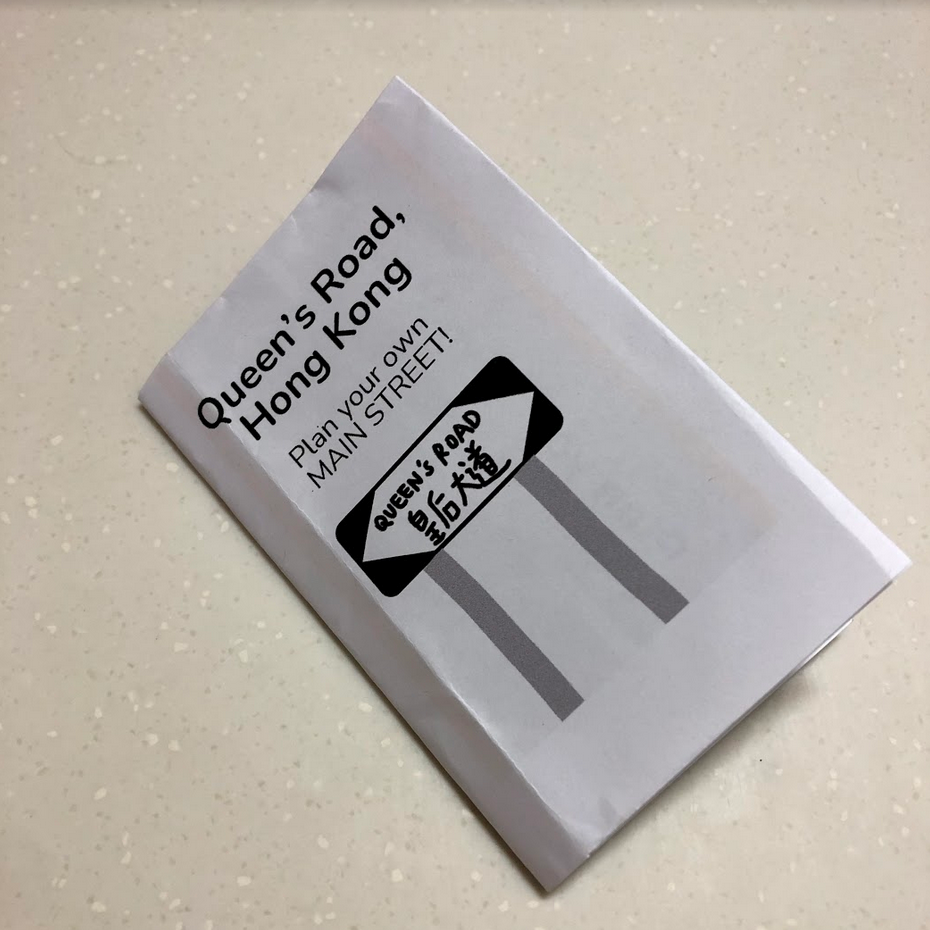 Queen's Road,
Hong Kong
Plan your own
MAIN STREET!
QUEEN'S ROAD
皇后大道